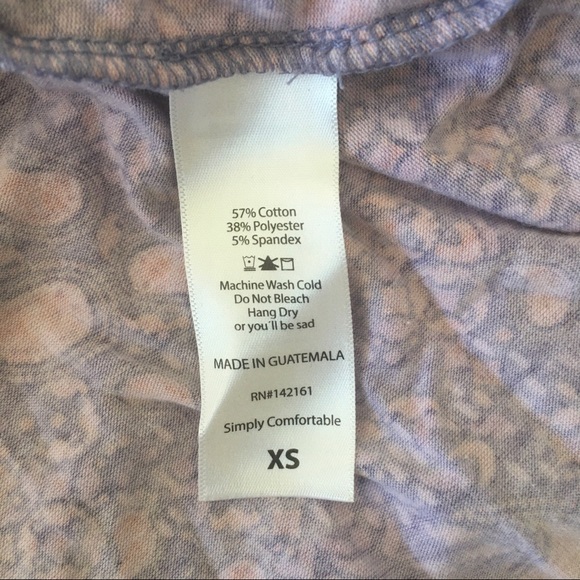 57% Cotton
38% Polyester
5% Spandex
Machine Wash Cold
Do Not Bleach
Hang Dry
or you'll be sad
MADE IN GUATEMALA
RN#142161
Simply Comfortable
XS